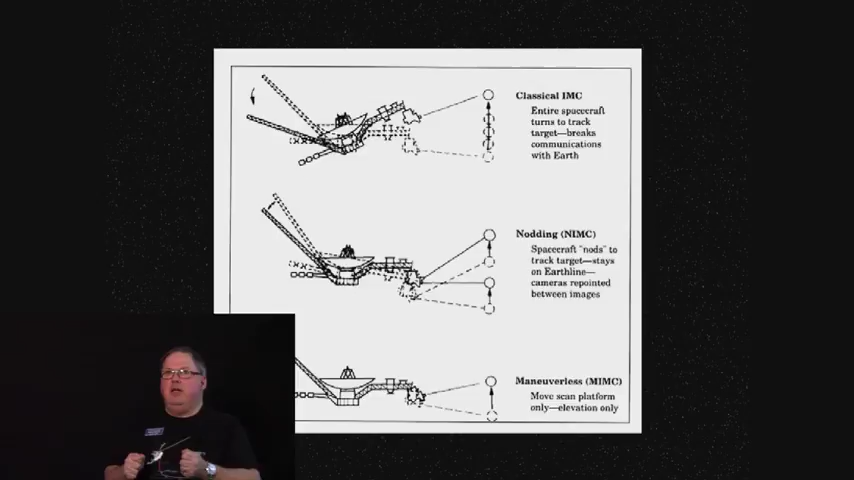 Classical IMC
Entire spacecraft
turns to track
target—breaks
communications
with Earth
Nodding (NIMC)
Spacecraft "nods" to
track target—stays
on Earthline—
cameras repointed
between images
Maneuverless (MIMC)
Move scan platform
only—elevation only